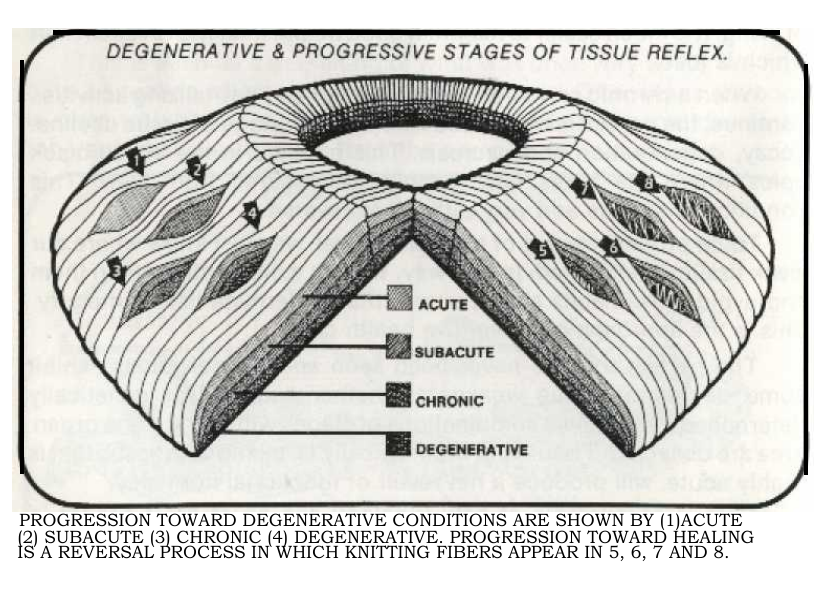 DEGENERATIVE & PROGRESSIVE STAGES OF TISSUE REFLEX.
1
2
7
8
4
5
6
3
ACUTE
SUBACUTE
CHRONIC
DEGENERATIVE
PROGRESSION TOWARD DEGENERATIVE CONDITIONS ARE SHOWN BY (1)ACUTE
(2) SUBACUTE (3) CHRONIC (4) DEGENERATIVE. PROGRESSION TOWARD HEALING
IS A REVERSAL PROCESS IN WHICH KNITTING FIBERS APPEAR IN 5, 6, 7 AND 8.